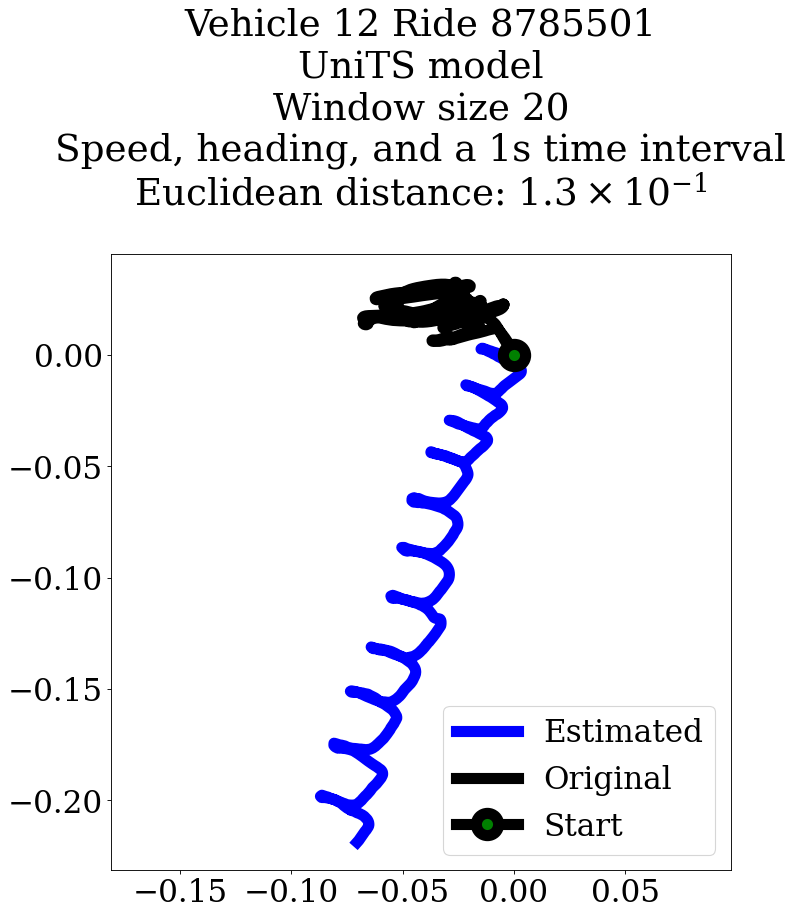 Vehicle 12 Ride 8785501
UniTS model
Window size 20
Speed, heading, and a 1s time interval
Euclidean distance: 1.3 × 10⁻¹
0.00
−0.05
−0.10
−0.15
−0.20
Estimated
Original
Start
−0.15 −0.10 −0.05 0.00 0.05